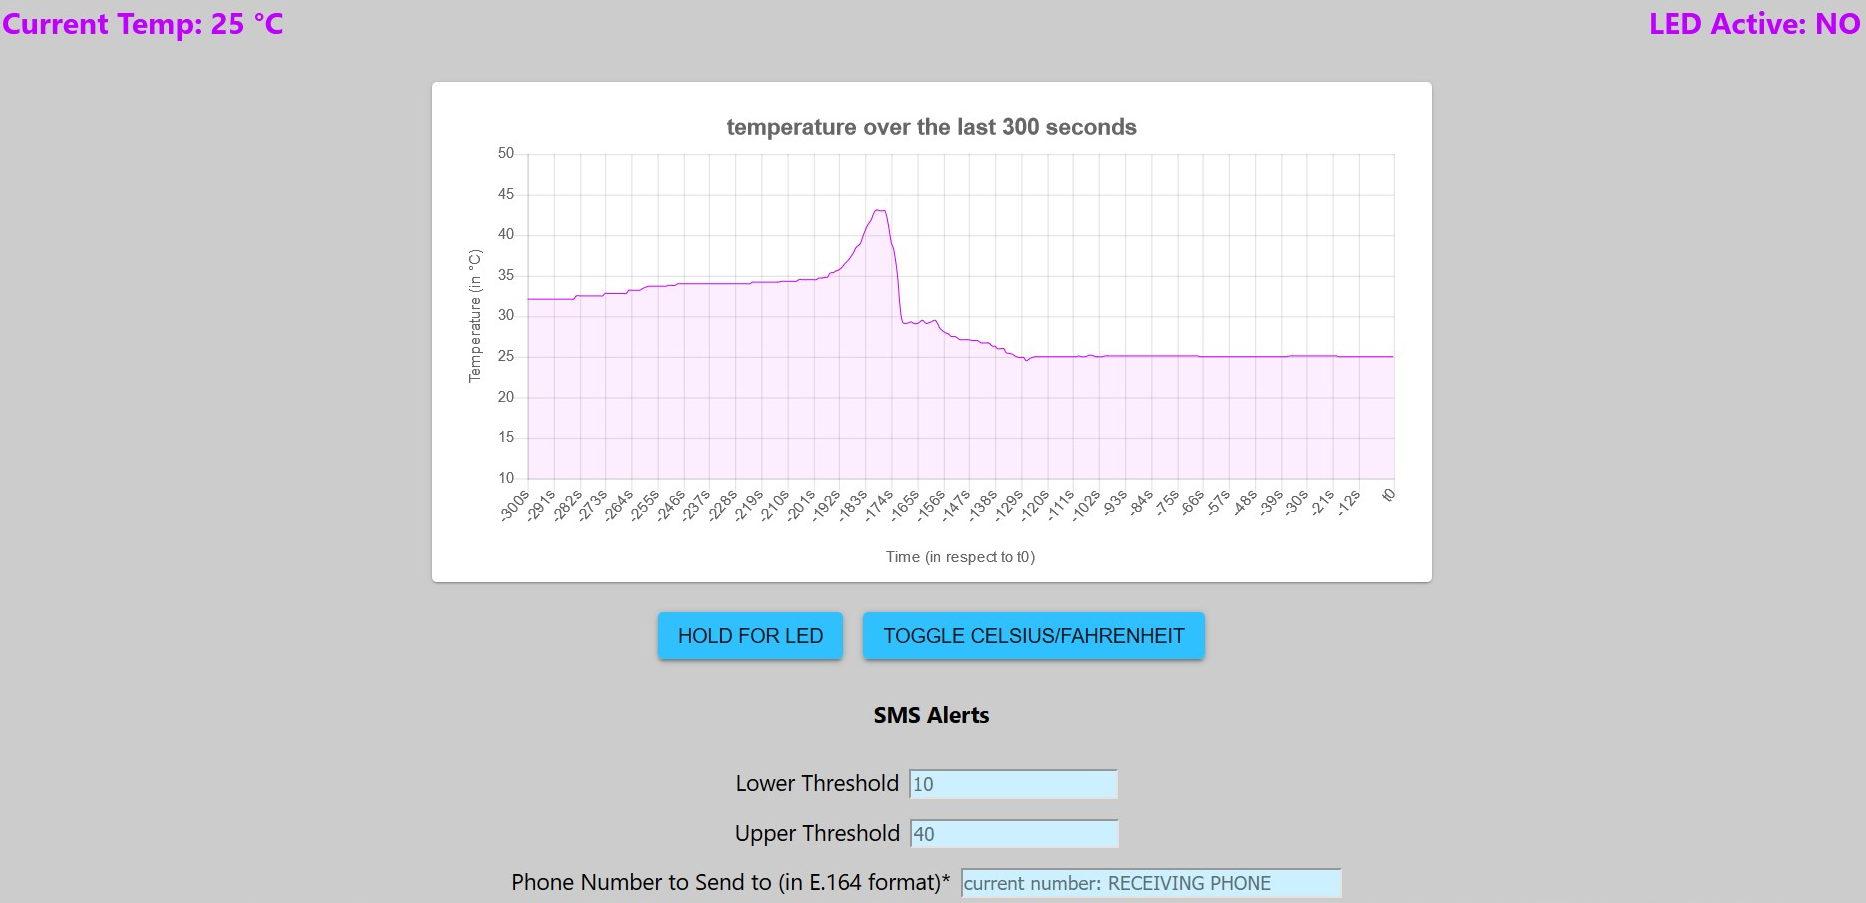 Current Temp: 25 °C
LED Active: NO
temperature over the last 300 seconds
50
45
40
35
30
25
20
15
10
Temperature (in °C)
-300s -291s -282s -273s -264s -255s -246s -237s -228s -219s -210s -201s -192s -183s -174s -165s -156s -147s -138s -129s -120s -111s -102s -93s -84s -75s -66s -57s -48s -39s -30s -21s -12s t0
Time (in respect to t0)
HOLD FOR LED
TOGGLE CELSIUS/FAHRENHEIT
SMS Alerts
Lower Threshold 10
Upper Threshold 40
Phone Number to Send to (in E.164 format)* current number: RECEIVING PHONE